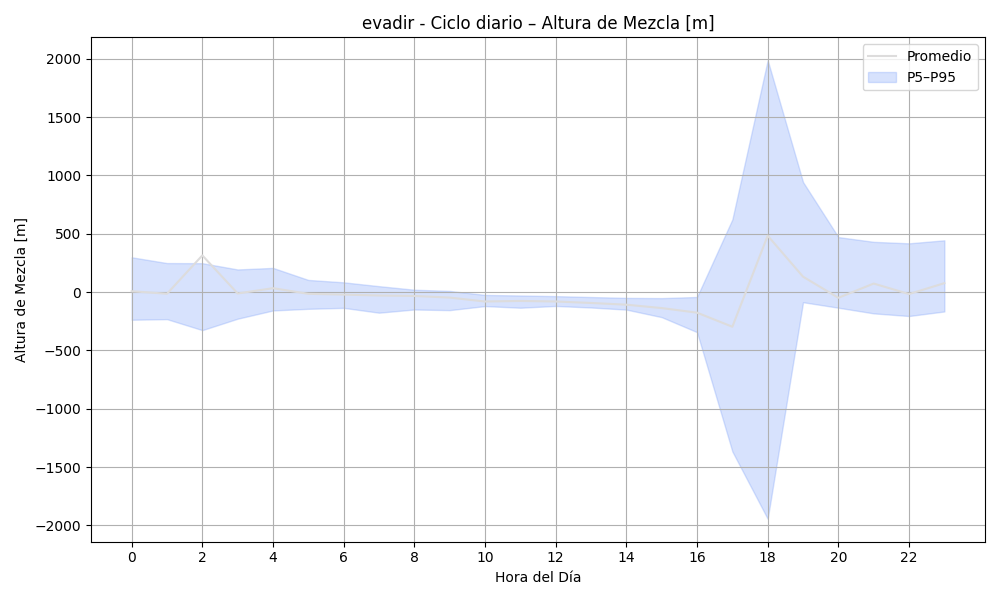 evadir - Ciclo diario – Altura de Mezcla [m]
Promedio
P5–P95
Altura de Mezcla [m]
2000
1500
1000
500
0
−500
−1000
−1500
−2000
0 2 4 6 8 10 12 14 16 18 20 22
Hora del Día